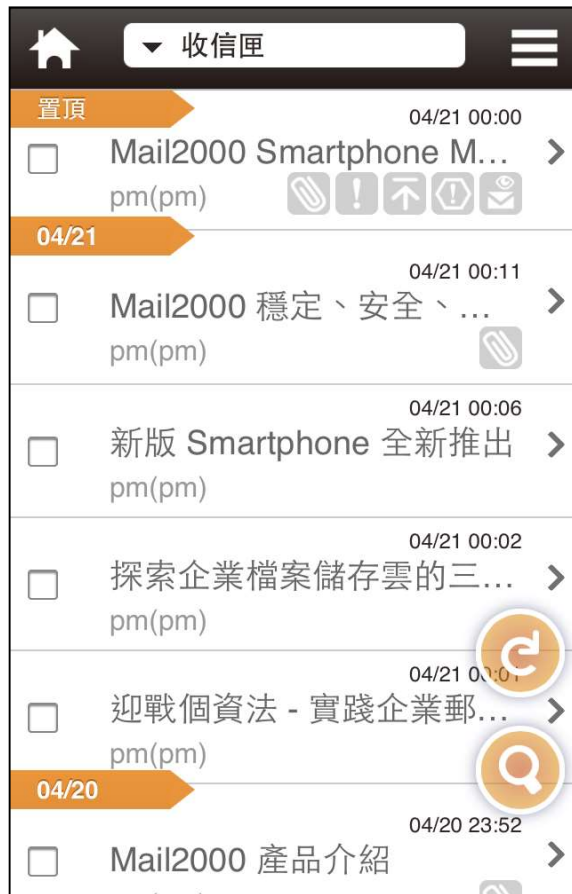 收信匣
置頂
04/21 00:00
Mail2000 Smartphone M...
pm(pm)
04/21
04/21 00:11
Mail2000 穩定、安全、...
pm(pm)
04/21 00:06
新版 Smartphone 全新推出
pm(pm)
04/21 00:02
探索企業檔案儲存雲的三...
pm(pm)
04/21 00:01
迎戰個資法 - 實踐企業郵...
pm(pm)
04/20
04/20 23:52
Mail2000 產品介紹